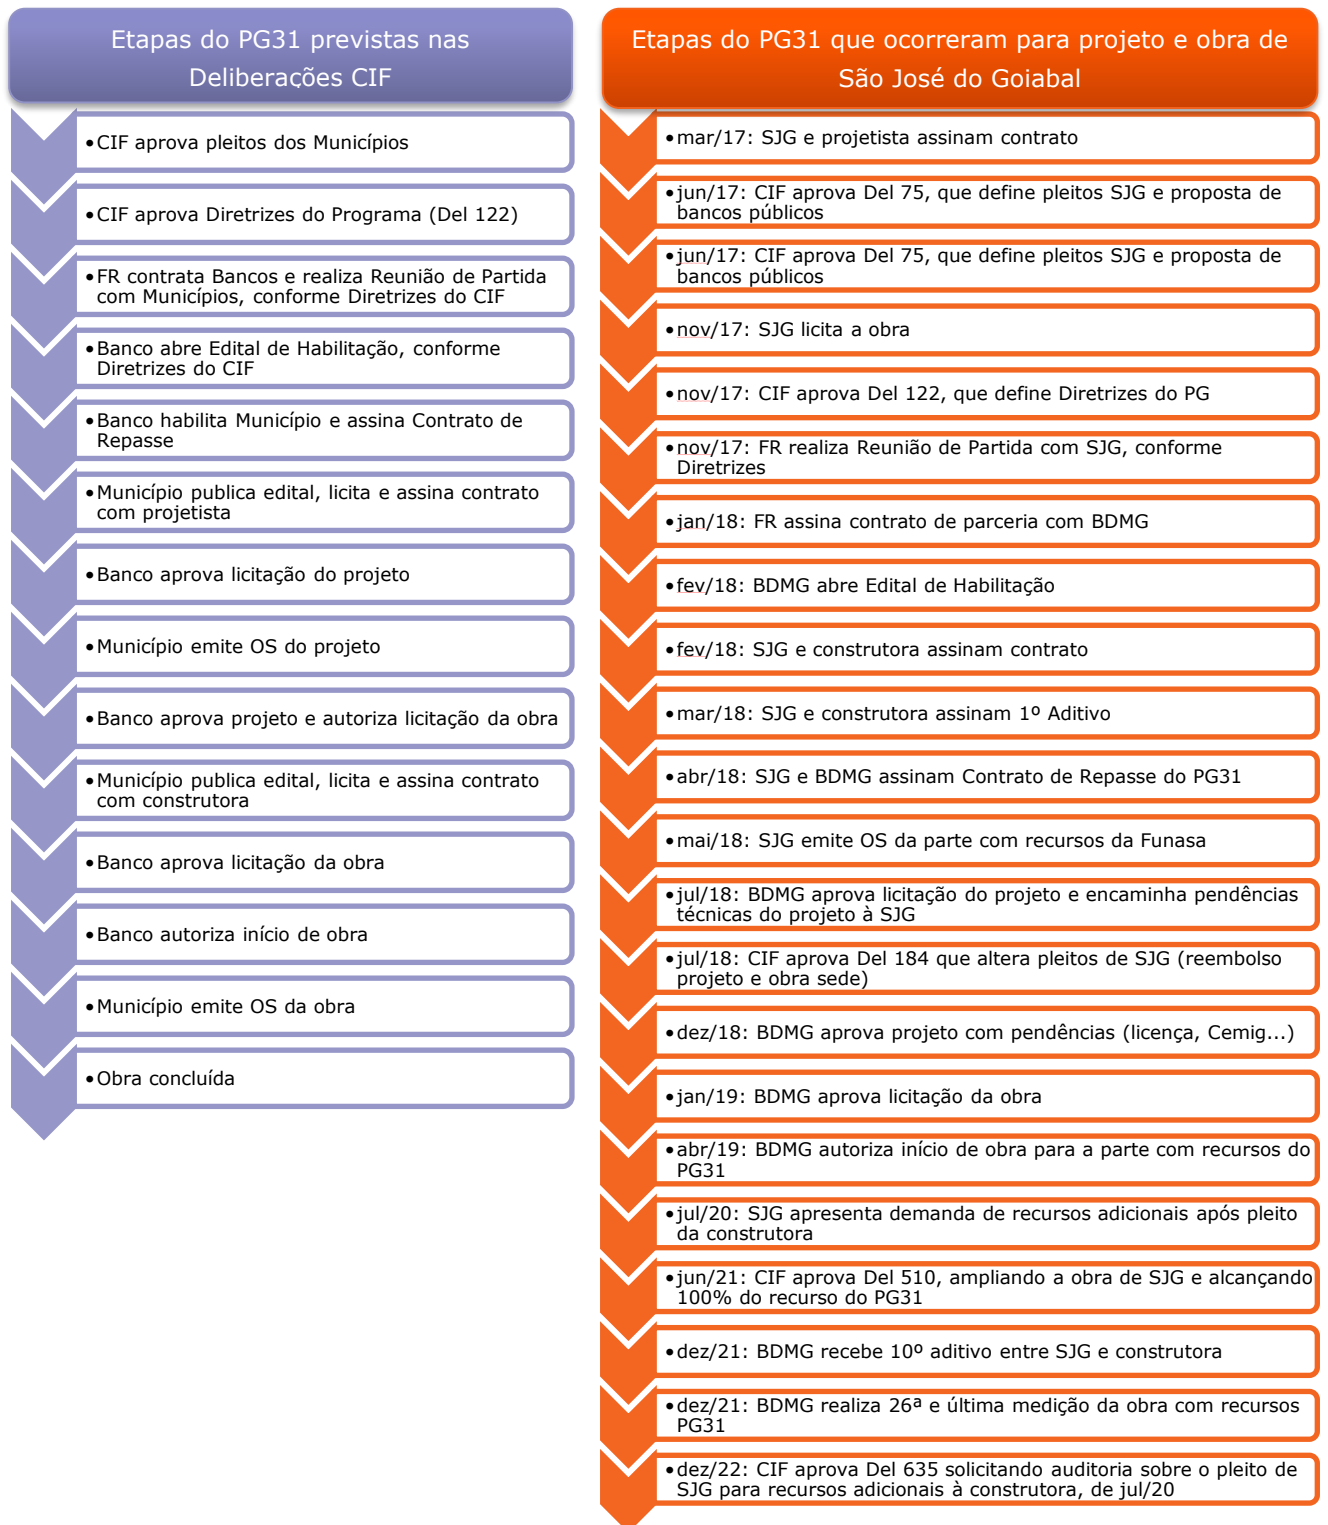 Etapas do PG31 previstas nas
Deliberações CIF
•CIF aprova pleitos dos Municípios
•CIF aprova Diretrizes do Programa (Del 122)
•FR contrata Bancos e realiza Reunião de Partida
com Municípios, conforme Diretrizes do CIF
•Banco abre Edital de Habilitação, conforme
Diretrizes do CIF
•Banco habilita Município e assina Contrato de
Repasse
•Município publica edital, licita e assina contrato
com projetista
•Banco aprova licitação do projeto
•Município emite OS do projeto
•Banco aprova projeto e autoriza licitação da obra
•Município publica edital, licita e assina contrato
com construtora
•Banco aprova licitação da obra
•Banco autoriza início de obra
•Município emite OS da obra
•Obra concluída
Etapas do PG31 que ocorreram para projeto e obra de
São José do Goiabal
•mar/17: SJG e projetista assinam contrato
•jun/17: CIF aprova Del 75, que define pleitos SJG e proposta de
bancos públicos
•jun/17: CIF aprova Del 75, que define pleitos SJG e proposta de
bancos públicos
•nov/17: SJG licita a obra
•nov/17: CIF aprova Del 122, que define Diretrizes do PG
•nov/17: FR realiza Reunião de Partida com SJG, conforme
Diretrizes
•jan/18: FR assina contrato de parceria com BDMG
•fev/18: BDMG abre Edital de Habilitação
•fev/18: SJG e construtora assinam contrato
•mar/18: SJG e construtora assinam 1º Aditivo
•abr/18: SJG e BDMG assinam Contrato de Repasse do PG31
•mai/18: SJG emite OS da parte com recursos da Funasa
•jul/18: BDMG aprova licitação do projeto e encaminha pendências
técnicas do projeto à SJG
•jul/18: CIF aprova Del 184 que altera pleitos de SJG (reembolso
projeto e obra sede)
•dez/18: BDMG aprova projeto com pendências (licença, Cemig...)
•jan/19: BDMG aprova licitação da obra
•abr/19: BDMG autoriza início de obra para a parte com recursos do
PG31
•jul/20: SJG apresenta demanda de recursos adicionais após pleito
da construtora
•jun/21: CIF aprova Del 510, ampliando a obra de SJG e alcançando
100% do recurso do PG31
•dez/21: BDMG recebe 10º aditivo entre SJG e construtora
•dez/21: BDMG realiza 26ª e última medição da obra com recursos
PG31
•dez/22: CIF aprova Del 635 solicitando auditoria sobre o pleito de
SJG para recursos adicionais à construtora, de jul/20